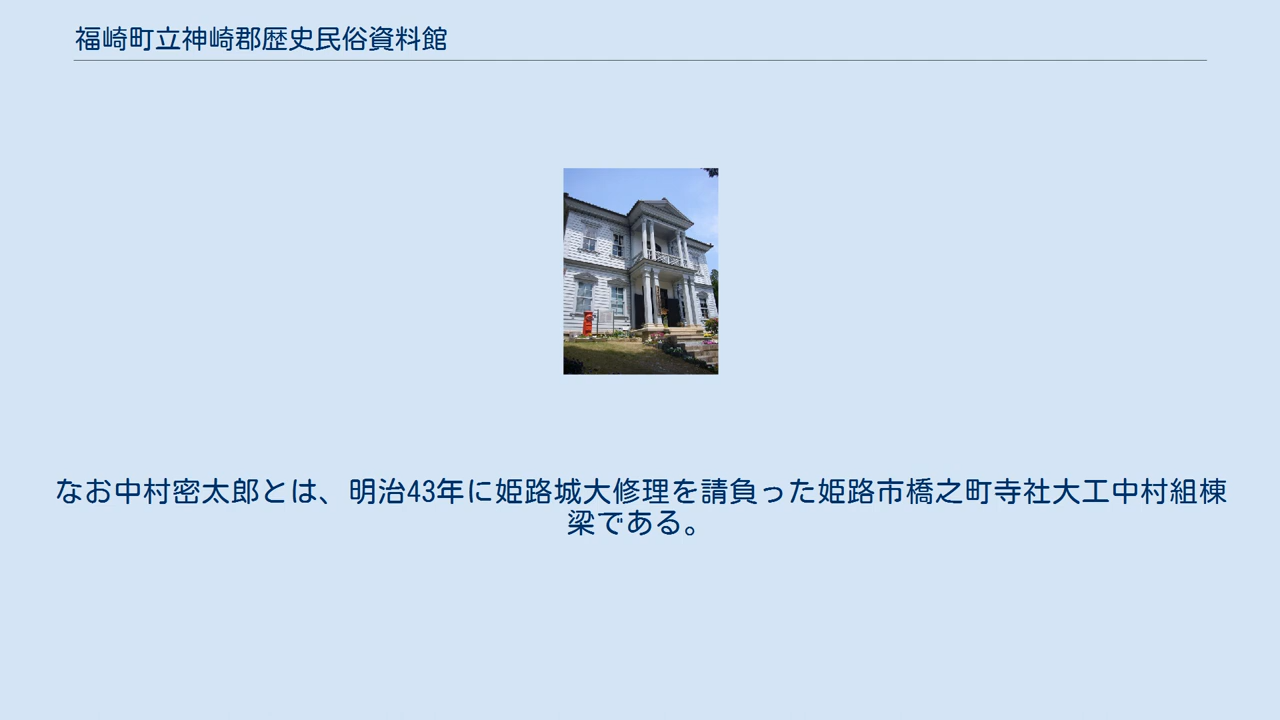 福崎町立神崎郡歴史民俗資料館
なお中村密太郎とは、明治43年に姫路城大修理を請負った姫路市橋之町寺社大工中村組棟
梁である。